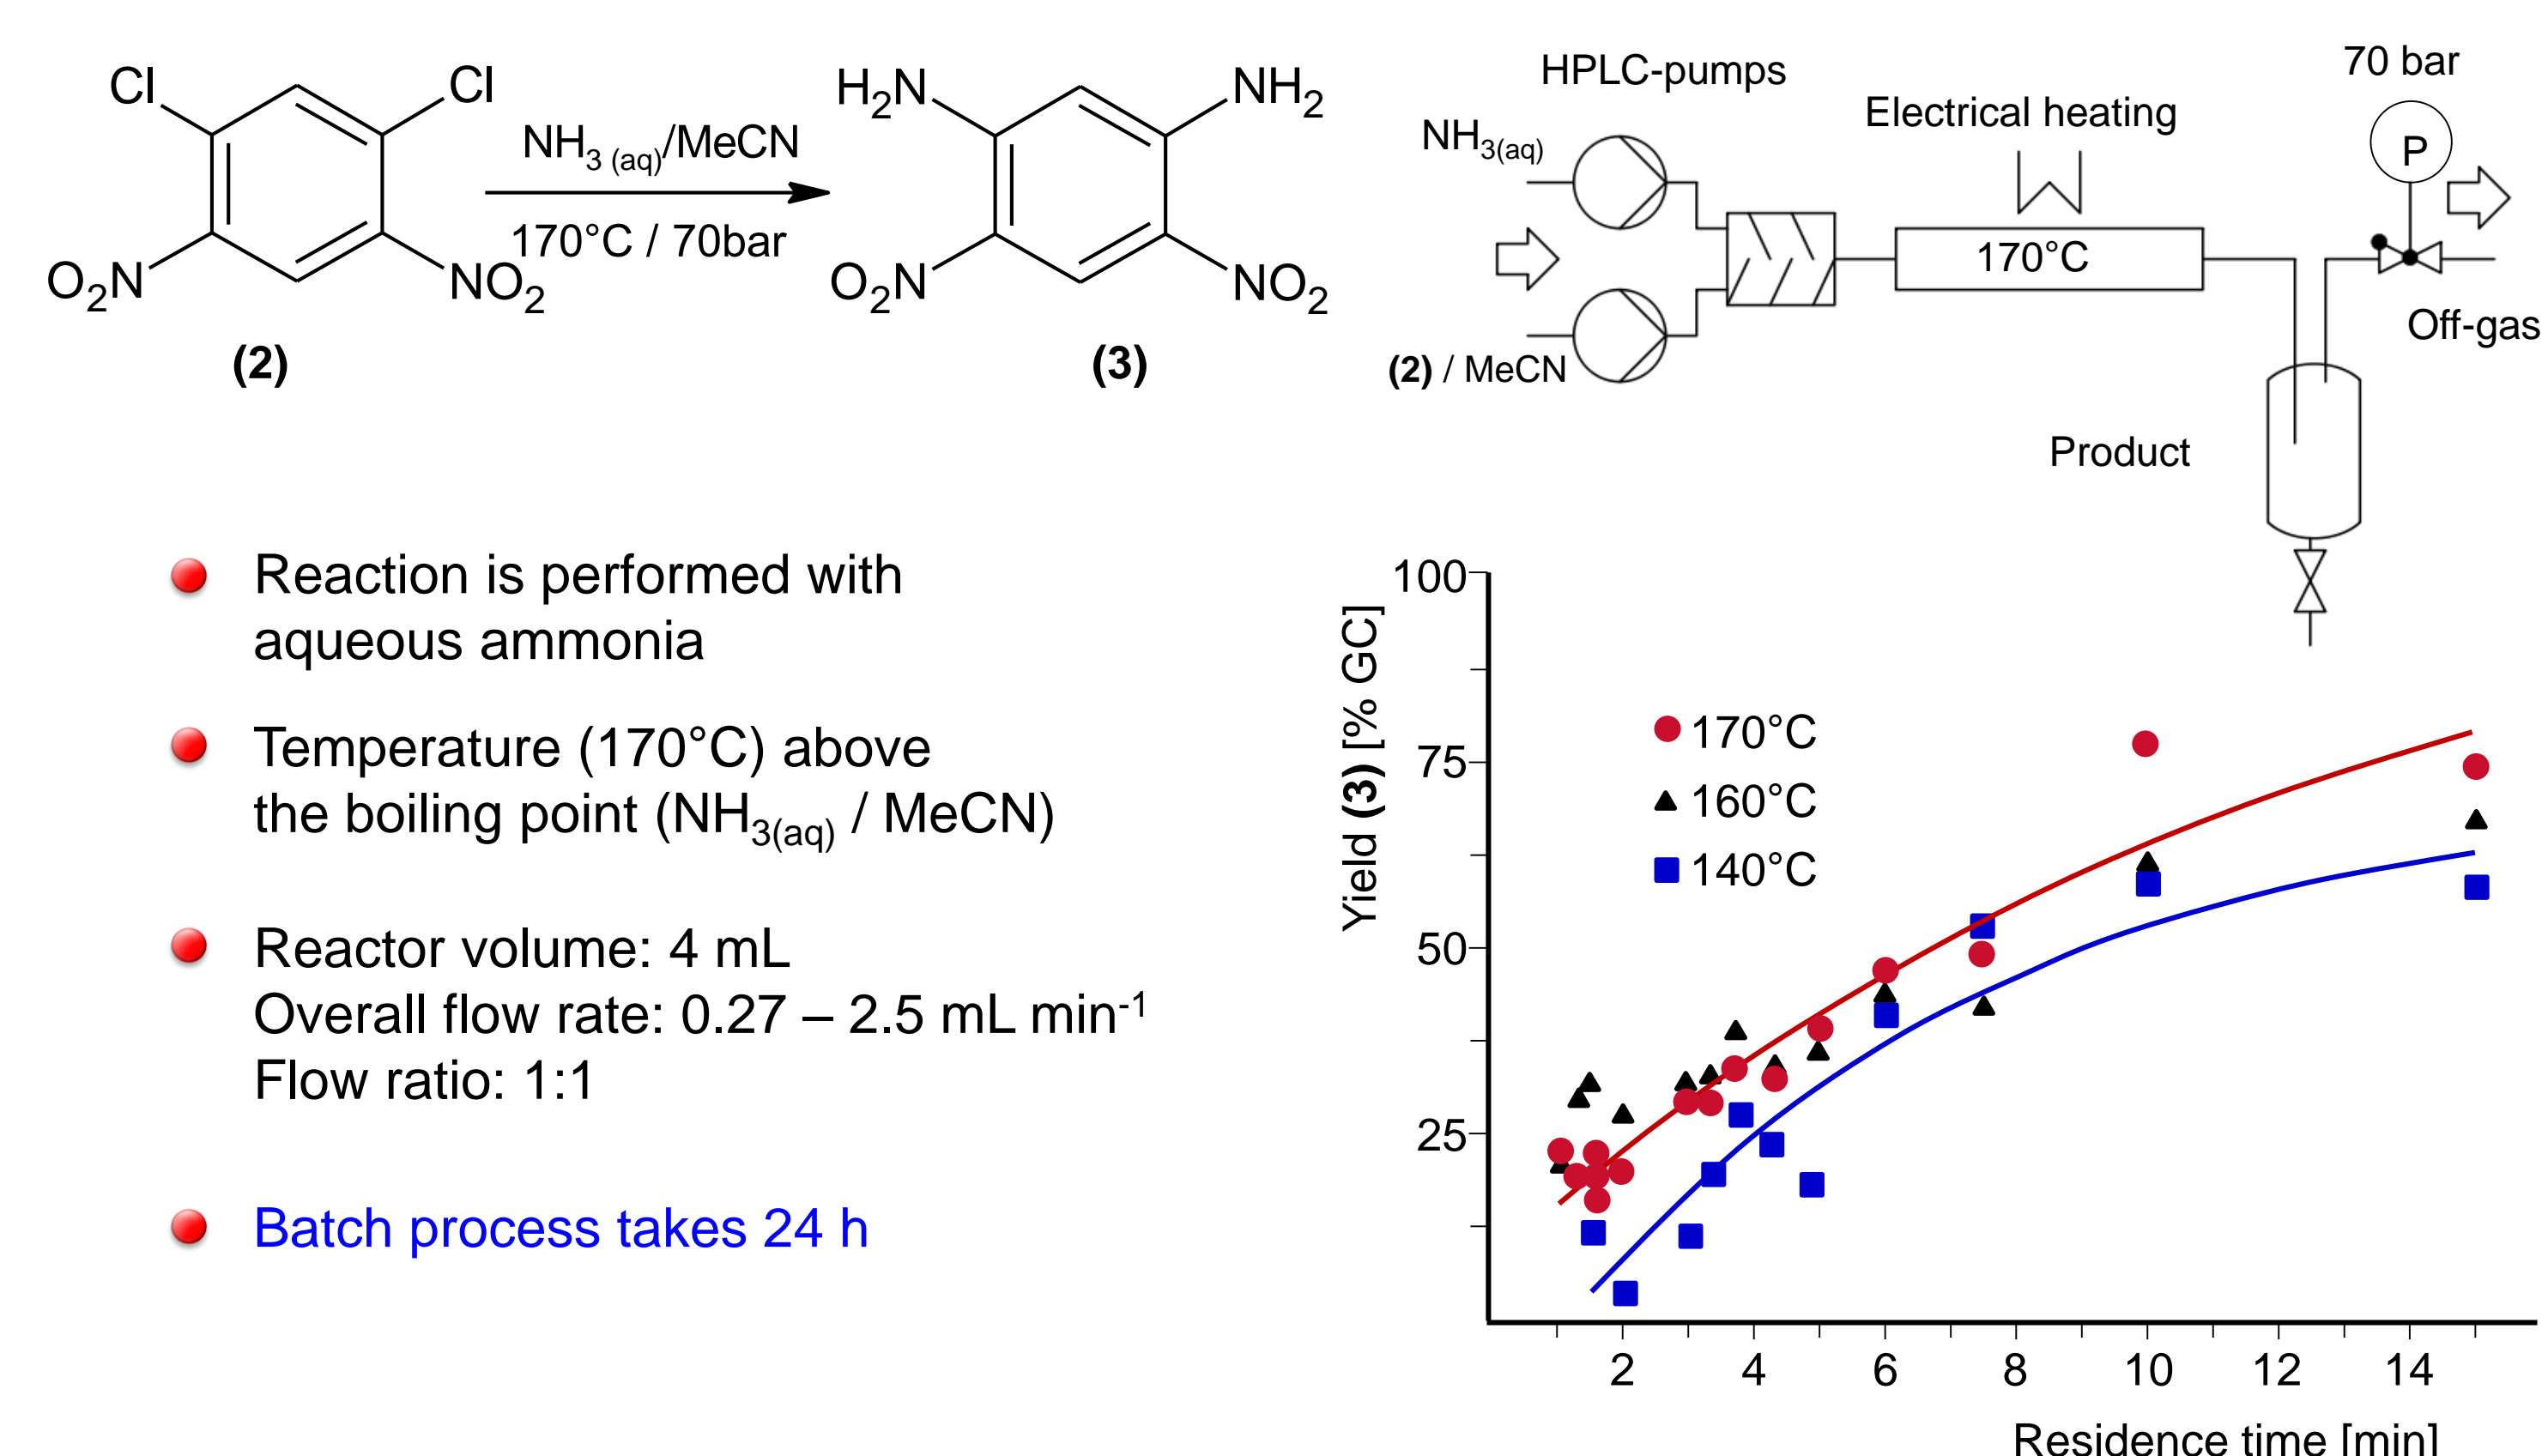 Cl
Cl
O₂N
NO₂
(2)
NH₃ (aq)/MeCN
170°C / 70bar
H₂N
NH₂
O₂N
NO₂
(3)
HPLC-pumps
NH₃(aq)
(2) / MeCN
Electrical heating
170°C
70 bar
P
Off-gas
Product
Reaction is performed with
aqueous ammonia
Temperature (170°C) above
the boiling point (NH₃(aq) / MeCN)
Reactor volume: 4 mL
Overall flow rate: 0.27 – 2.5 mL min⁻¹
Flow ratio: 1:1
Batch process takes 24 h
Yield (3) [% GC]
100
75
50
25
170°C
160°C
140°C
2 4 6 8 10 12 14
Residence time [min]